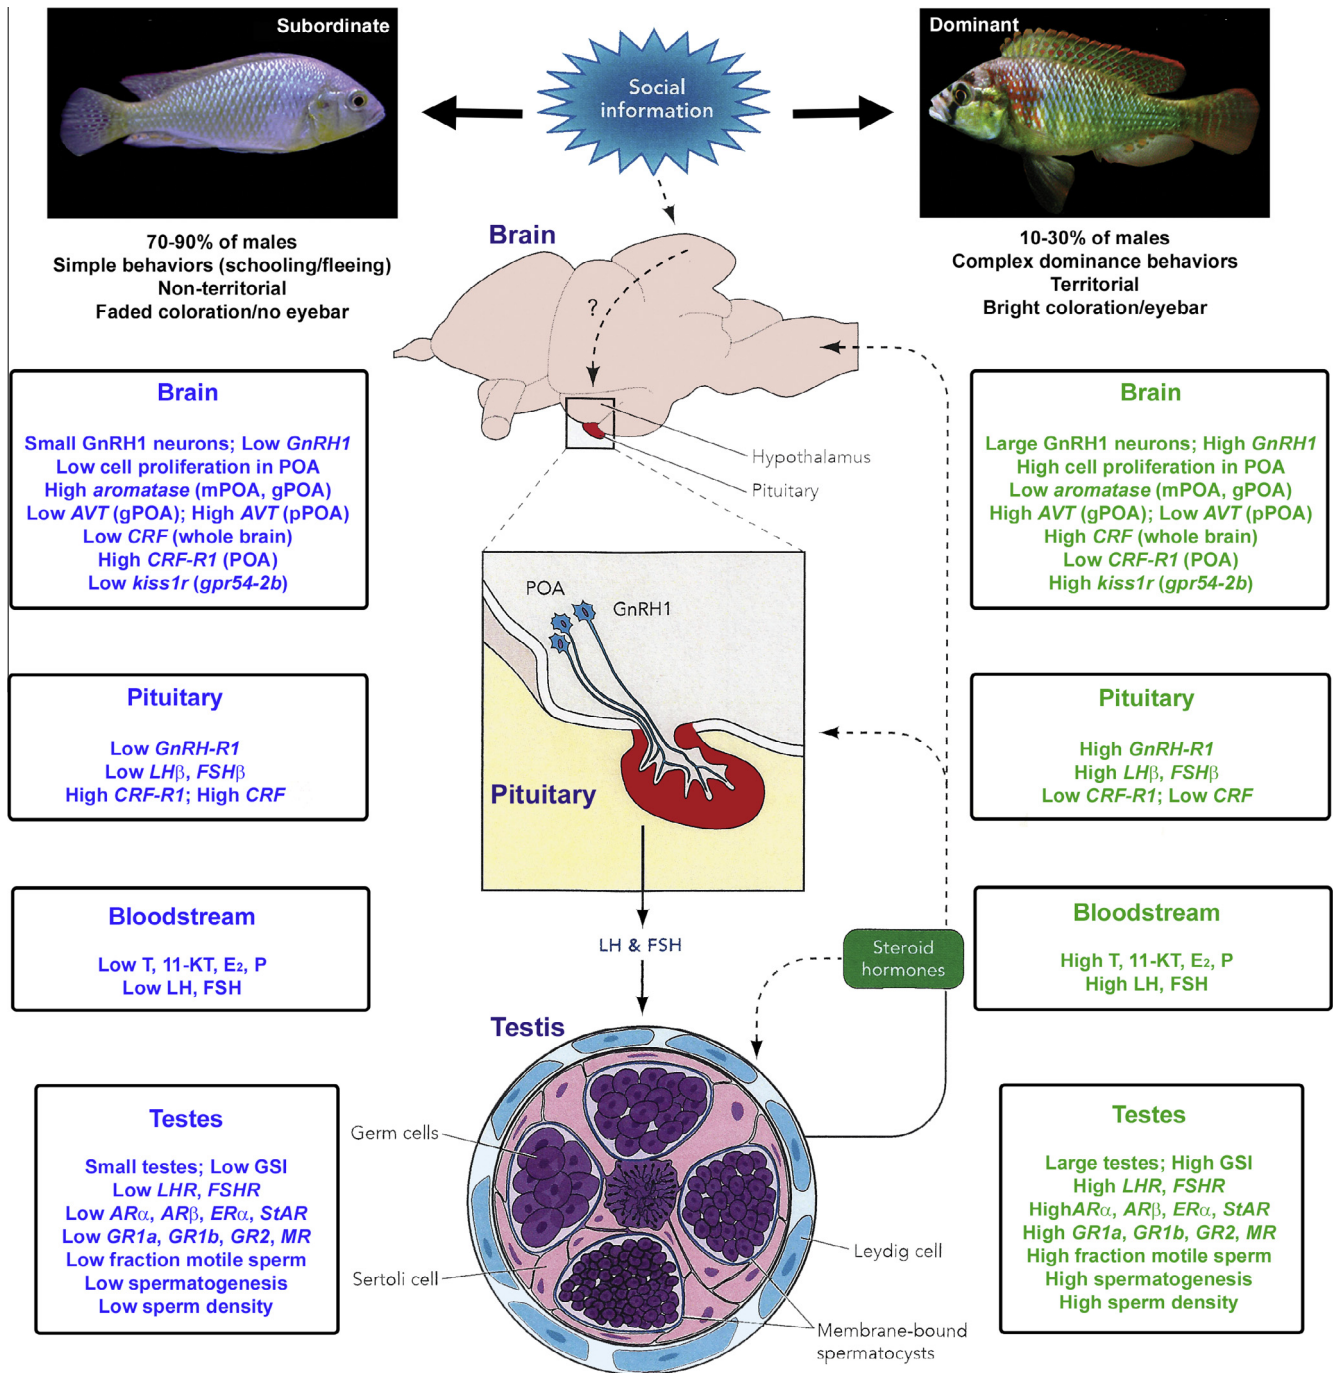 Subordinate
Social
information
Dominant
70-90% of males
Simple behaviors (schooling/fleeing)
Non-territorial
Faded coloration/no eyebar
10-30% of males
Complex dominance behaviors
Territorial
Bright coloration/eyebar
Brain
?
Hypothalamus
Pituitary
Brain
Small GnRH1 neurons; Low GnRH1
Low cell proliferation in POA
High aromatase (mPOA, gPOA)
Low AVT (gPOA); High AVT (pPOA)
Low CRF (whole brain)
High CRF-R1 (POA)
Low kiss1r (gpr54-2b)
Brain
Large GnRH1 neurons; High GnRH1
High cell proliferation in POA
Low aromatase (mPOA, gPOA)
High AVT (gPOA); Low AVT (pPOA)
High CRF (whole brain)
Low CRF-R1 (POA)
High kiss1r (gpr54-2b)
POA
GnRH1
Pituitary
Pituitary
Low GnRH-R1
Low LHβ, FSHβ
High CRF-R1; High CRF
Pituitary
High GnRH-R1
High LHβ, FSHβ
Low CRF-R1; Low CRF
LH & FSH
Steroid
hormones
Bloodstream
Low T, 11-KT, E₂, P
Low LH, FSH
Bloodstream
High T, 11-KT, E₂, P
High LH, FSH
Testis
Germ cells
Sertoli cell
Leydig cell
Membrane-bound
spermatocysts
Testes
Small testes; Low GSI
Low LHR, FSHR
Low ARα, ARβ, ERα, StAR
Low GR1a, GR1b, GR2, MR
Low fraction motile sperm
Low spermatogenesis
Low sperm density
Testes
Large testes; High GSI
High LHR, FSHR
HighARα, ARβ, ERα, StAR
High GR1a, GR1b, GR2, MR
High fraction motile sperm
High spermatogenesis
High sperm density